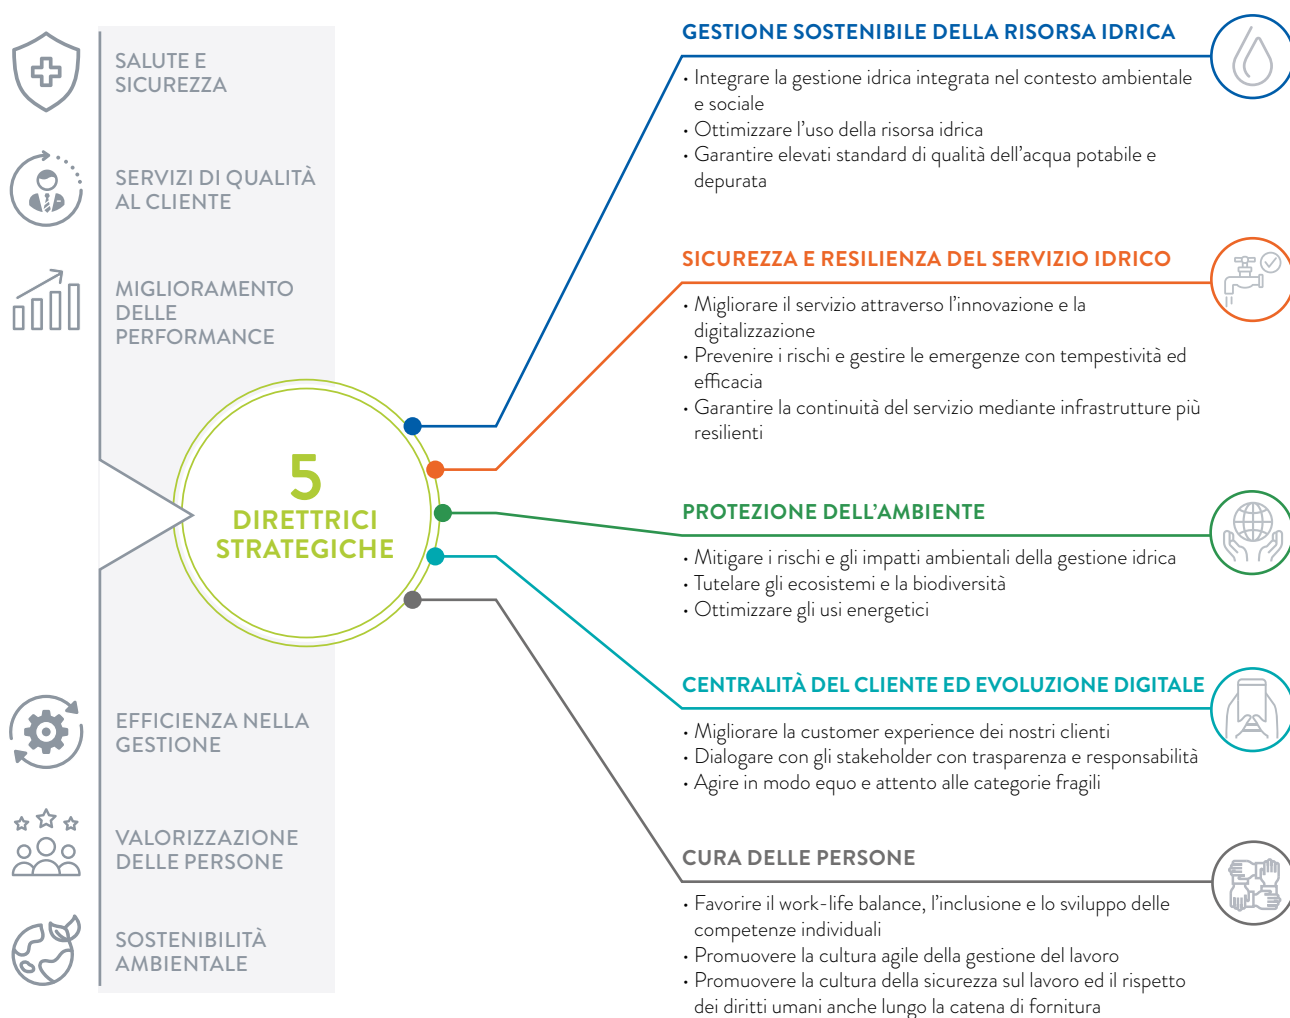 SALUTE E
SICUREZZA
SERVIZI DI QUALITÀ
AL CLIENTE
MIGLIORAMENTO
DELLE
PERFORMANCE
5
DIRETTRICI
STRATEGICHE
EFFICIENZA NELLA
GESTIONE
VALORIZZAZIONE
DELLE PERSONE
SOSTENIBILITÀ
AMBIENTALE
GESTIONE SOSTENIBILE DELLA RISORSA IDRICA
• Integrare la gestione idrica integrata nel contesto ambientale
e sociale
• Ottimizzare l'uso della risorsa idrica
• Garantire elevati standard di qualità dell'acqua potabile e
depurata
SICUREZZA E RESILIENZA DEL SERVIZIO IDRICO
• Migliorare il servizio attraverso l'innovazione e la
digitalizzazione
• Prevenire i rischi e gestire le emergenze con tempestività ed
efficacia
• Garantire la continuità del servizio mediante infrastrutture più
resilienti
PROTEZIONE DELL'AMBIENTE
• Mitigare i rischi e gli impatti ambientali della gestione idrica
• Tutelare gli ecosistemi e la biodiversità
• Ottimizzare gli usi energetici
CENTRALITÀ DEL CLIENTE ED EVOLUZIONE DIGITALE
• Migliorare la customer experience dei nostri clienti
• Dialogare con gli stakeholder con trasparenza e responsabilità
• Agire in modo equo e attento alle categorie fragili
CURA DELLE PERSONE
• Favorire il work-life balance, l'inclusione e lo sviluppo delle
competenze individuali
• Promuovere la cultura agile della gestione del lavoro
• Promuovere la cultura della sicurezza sul lavoro ed il rispetto
dei diritti umani anche lungo la catena di fornitura